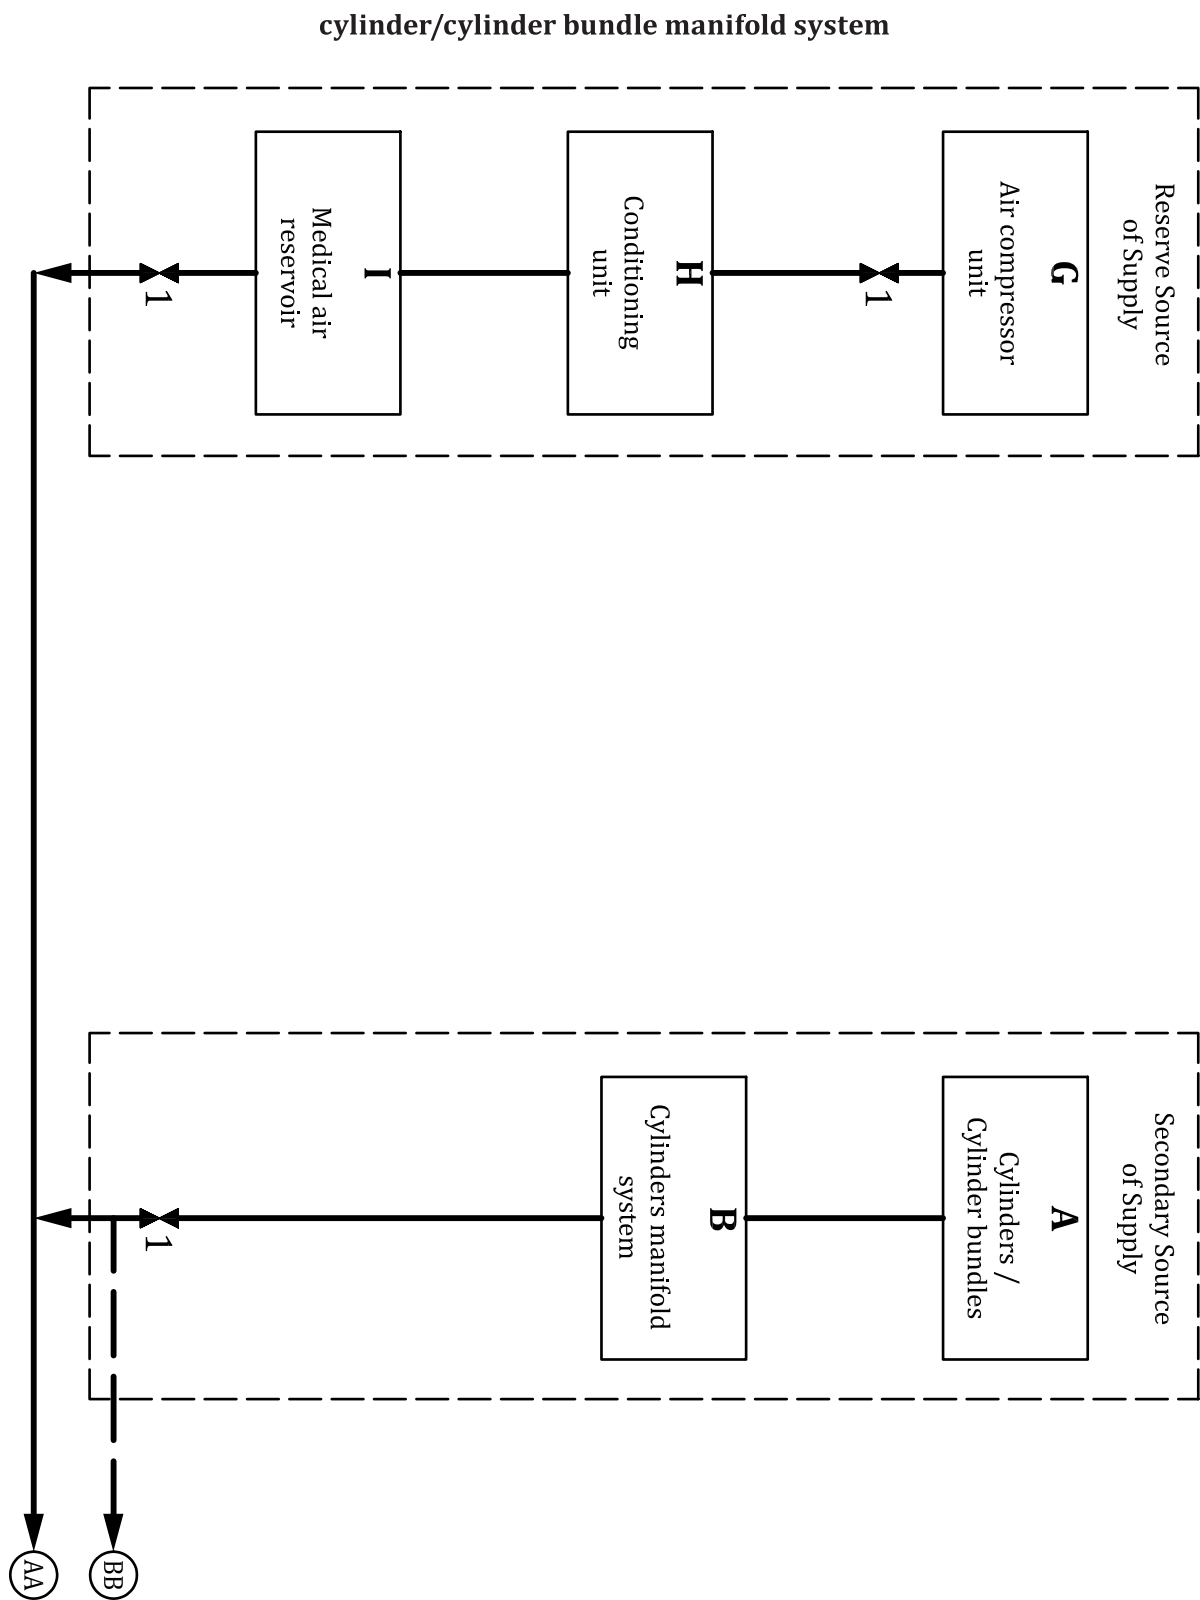 cylinder/cylinder bundle manifold system
Reserve Source
of Supply
G
Air compressor
unit
1
H
Conditioning
unit
I
Medical air
reservoir
1
Secondary Source
of Supply
A
Cylinders /
Cylinder bundles
B
Cylinders manifold
system
1
BB
AA